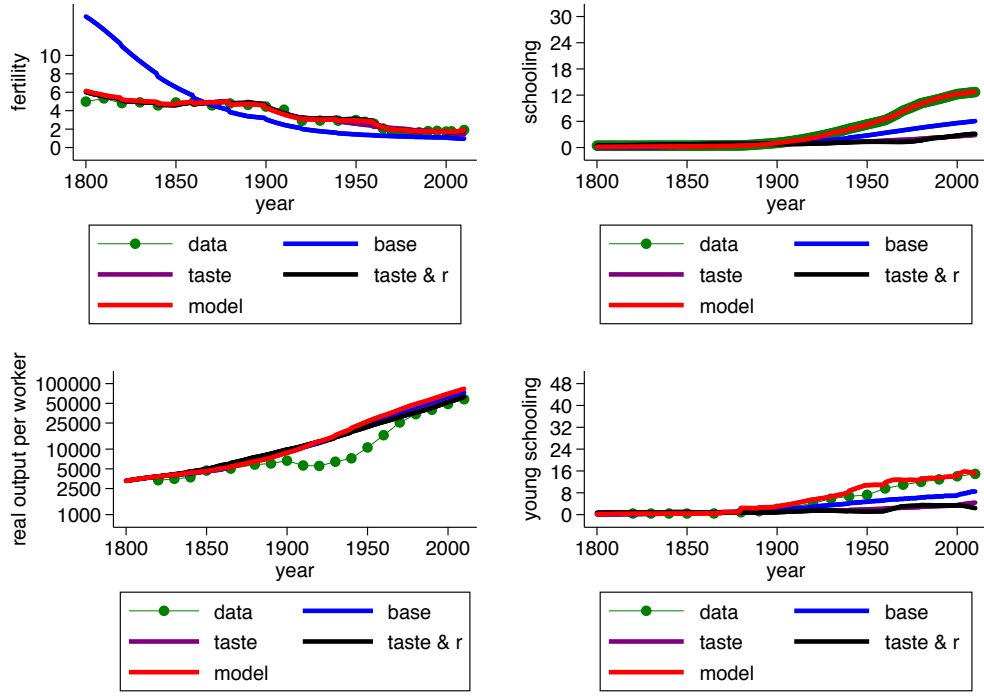 fertility
10
8
6
4
2
0
1800 1850 1900 1950 2000
year
data base
taste taste & r
model
schooling
30
24
18
12
6
0
1800 1850 1900 1950 2000
year
data base
taste taste & r
model
real output per worker
100000
50000
25000
10000
5000
2500
1000
1800 1850 1900 1950 2000
year
data base
taste taste & r
model
young schooling
48
40
32
24
16
8
0
1800 1850 1900 1950 2000
year
data base
taste taste & r
model